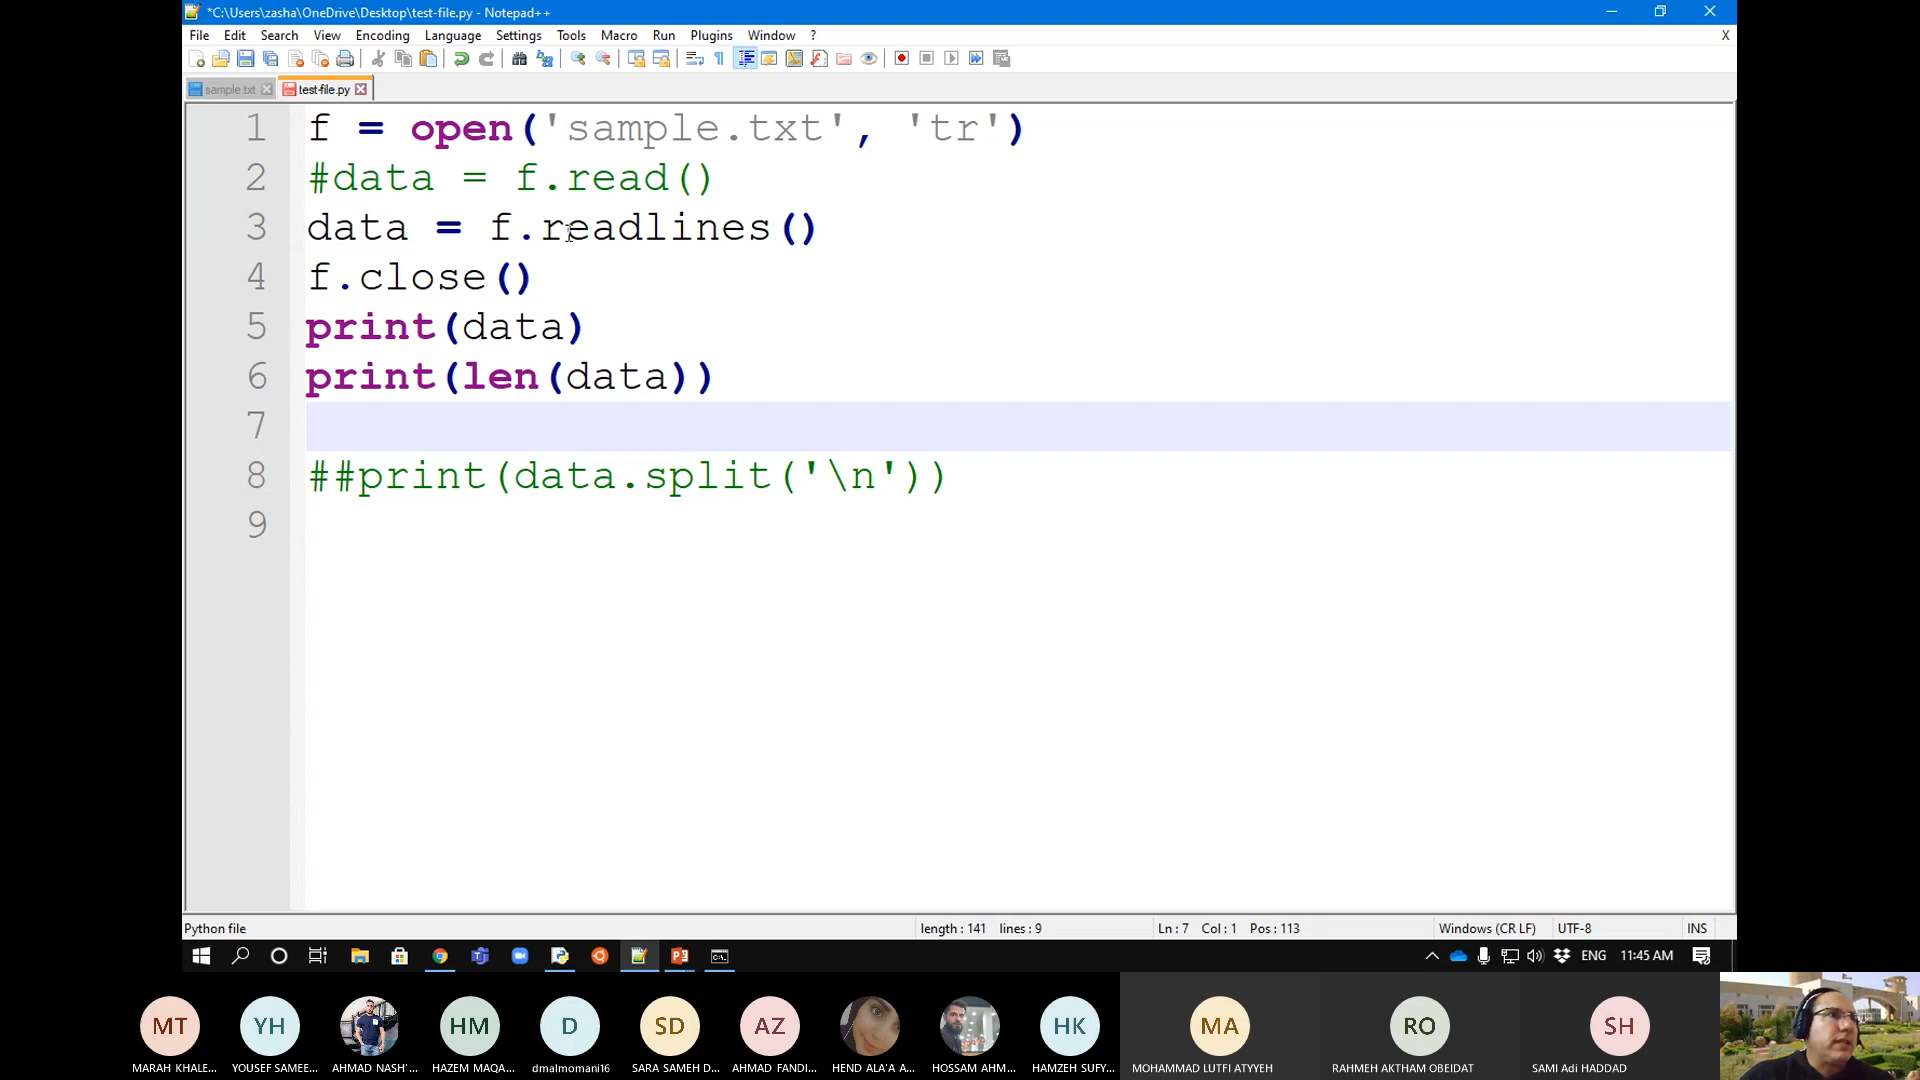 *C:\Users\zasha\OneDrive\Desktop\test-file.py - Notepad++
File Edit Search View Encoding Language Settings Tools Macro Run Plugins Window ? X
sample.txt test-file.py
1 f = open('sample.txt', 'tr')
2 #data = f.read()
3 data = f.readlines()
4 f.close()
5 print(data)
6 print(len(data))
7
8 ##print(data.split('\n'))
9
Python file length : 141 lines : 9 Ln : 7 Col : 1 Pos : 113 Windows (CR LF) UTF-8 INS
ENG 11:45 AM
MT YH HM D SD AZ HK MA RO SH
MARAH KHALE... YOUSEF SAMEE... AHMAD NASH'... HAZEM MAQA... dmalmomani16 SARA SAMEH D... AHMAD FANDI... HEND ALA'A A... HOSSAM AHM... HAMZEH SUFY... MOHAMMAD LUTFI ATYYEH RAHMEH AKTHAM OBEIDAT SAMI Adi HADDAD